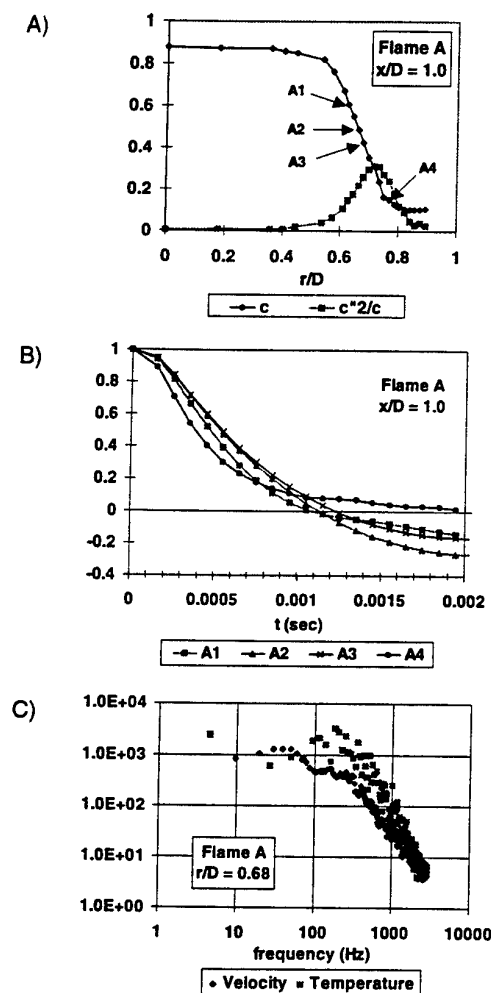 A)
1
0.8
0.6
0.4
0.2
0
Flame A
x/D = 1.0
A1
A2
A3
A4
0 0.2 0.4 0.6 0.8 1
r/D
c c"2/c
B)
1
0.8
0.6
0.4
0.2
0
-0.2
-0.4
Flame A
x/D = 1.0
0 0.0005 0.001 0.0015 0.002
t (sec)
A1 A2 A3 A4
C)
1.0E+04
1.0E+03
1.0E+02
1.0E+01
1.0E+00
Flame A
r/D = 0.68
1 10 100 1000 10000
frequency (Hz)
Velocity Temperature